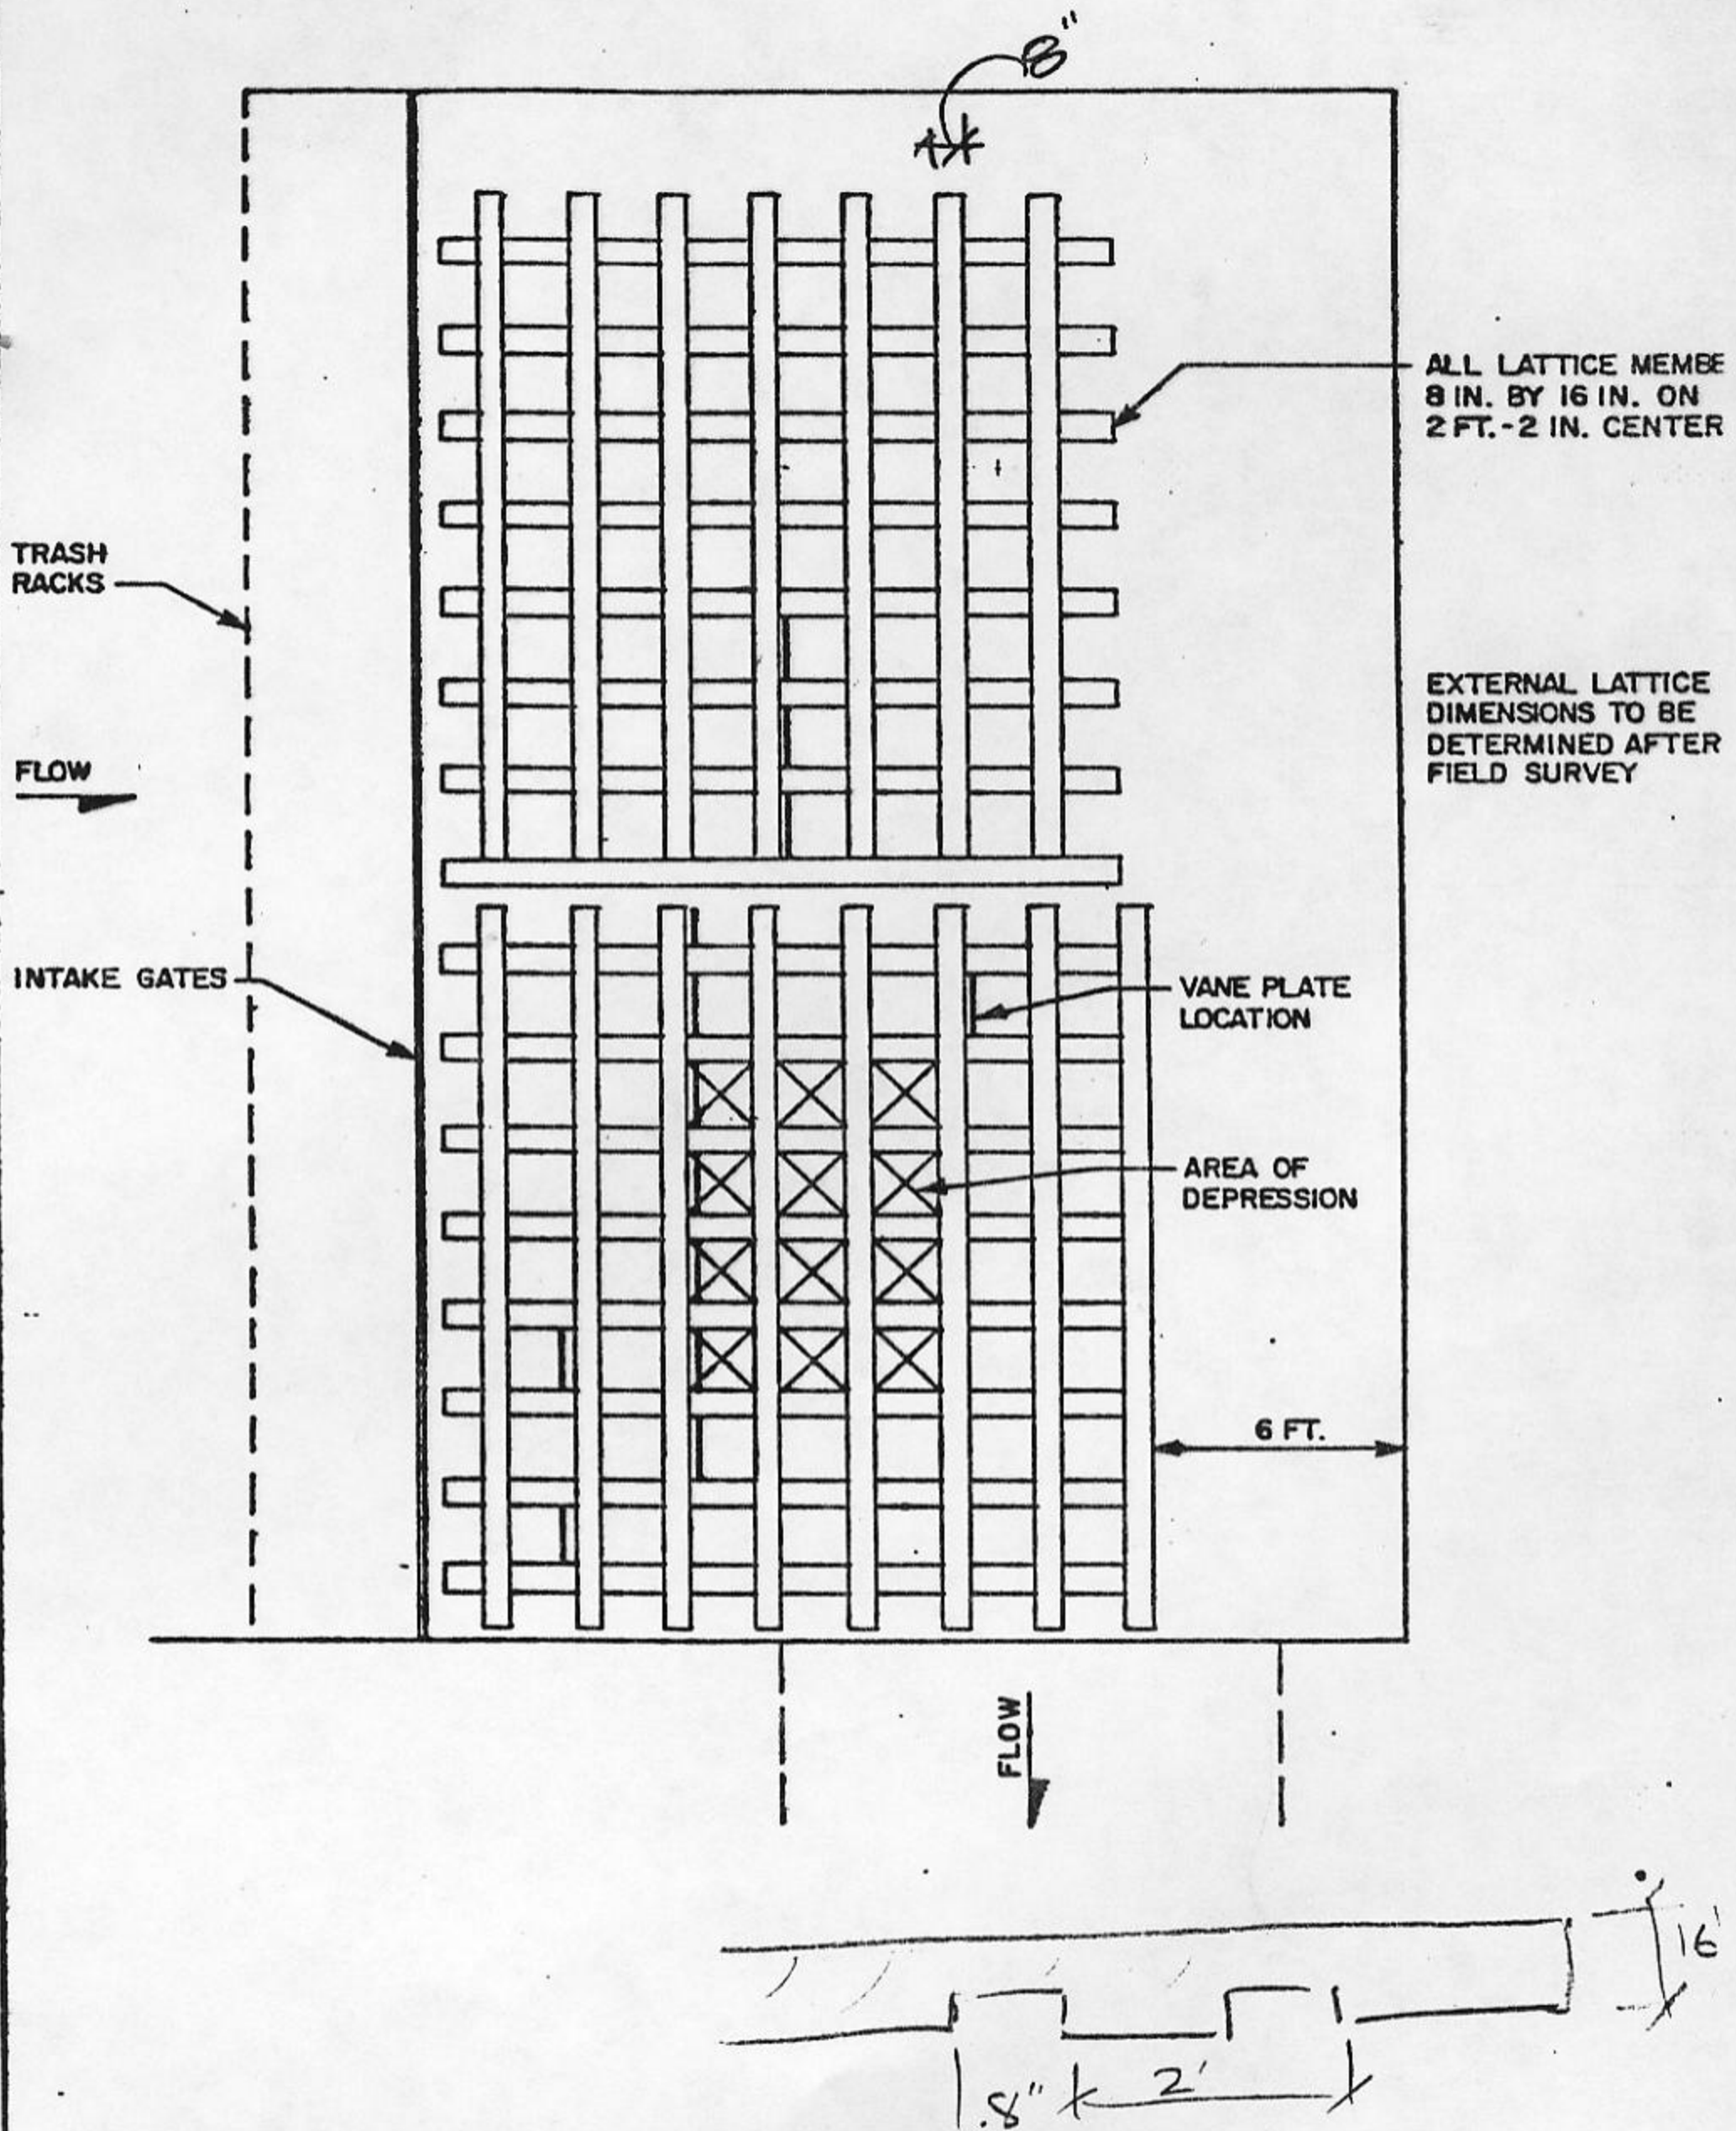 8"
ALL LATTICE MEMBE
8 IN. BY 16 IN. ON
2 FT.-2 IN. CENTER
TRASH
RACKS
EXTERNAL LATTICE
DIMENSIONS TO BE
DETERMINED AFTER
FIELD SURVEY
FLOW
INTAKE GATES
VANE PLATE
LOCATION
AREA OF
DEPRESSION
6 FT.
FLOW
16'
.8"
2'